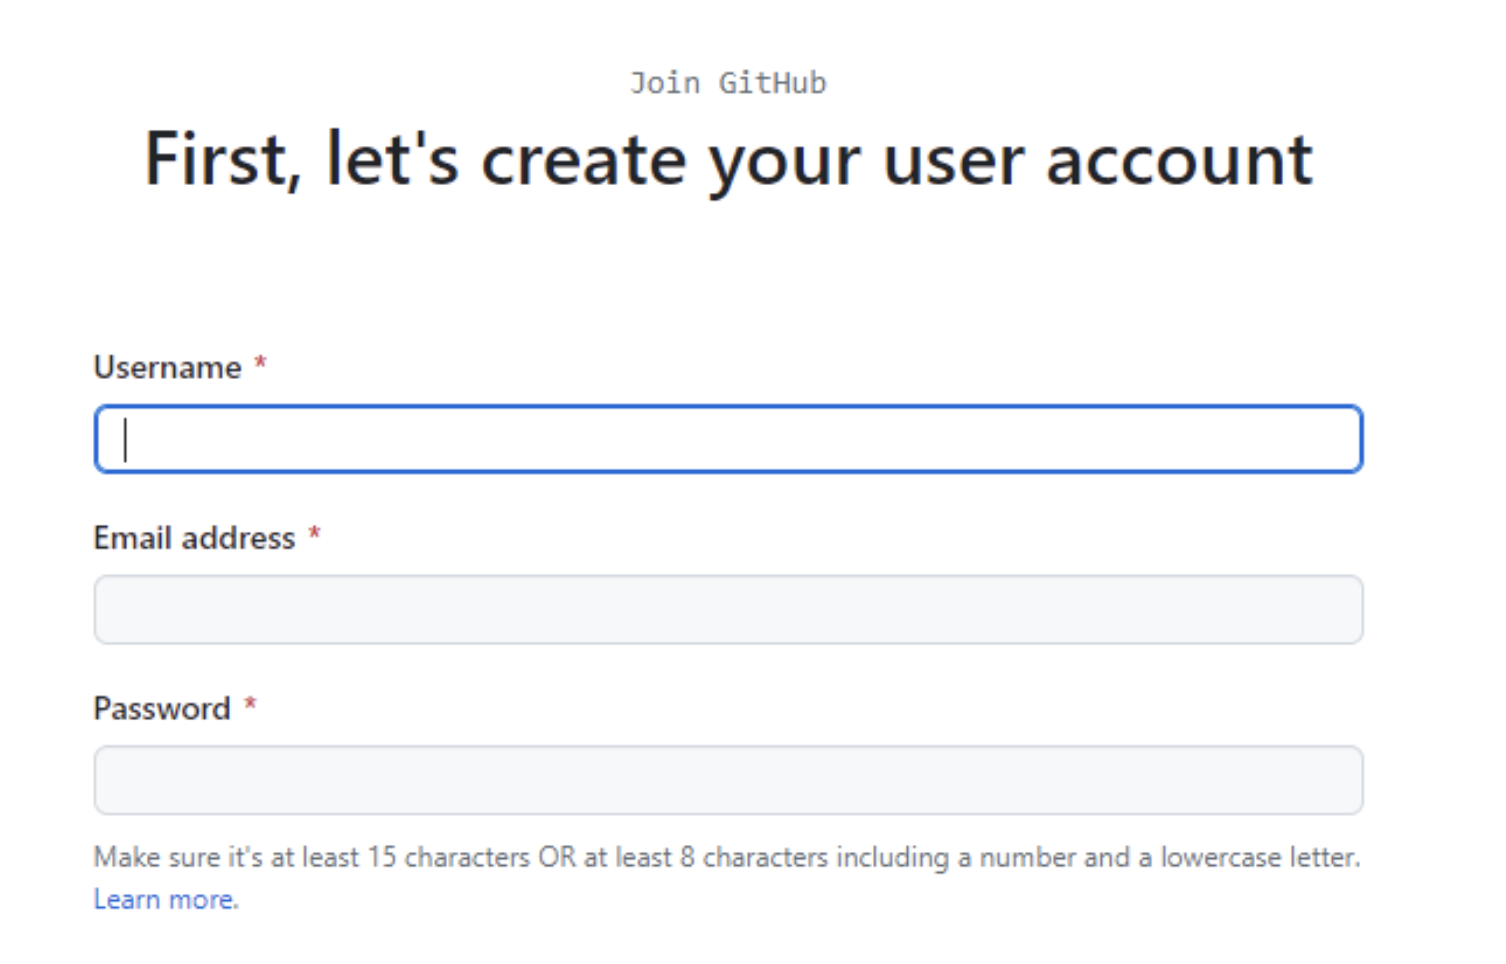 Join GitHub
First, let's create your user account
Username *
Email address *
Password *
Make sure it's at least 15 characters OR at least 8 characters including a number and a lowercase letter.
Learn more.